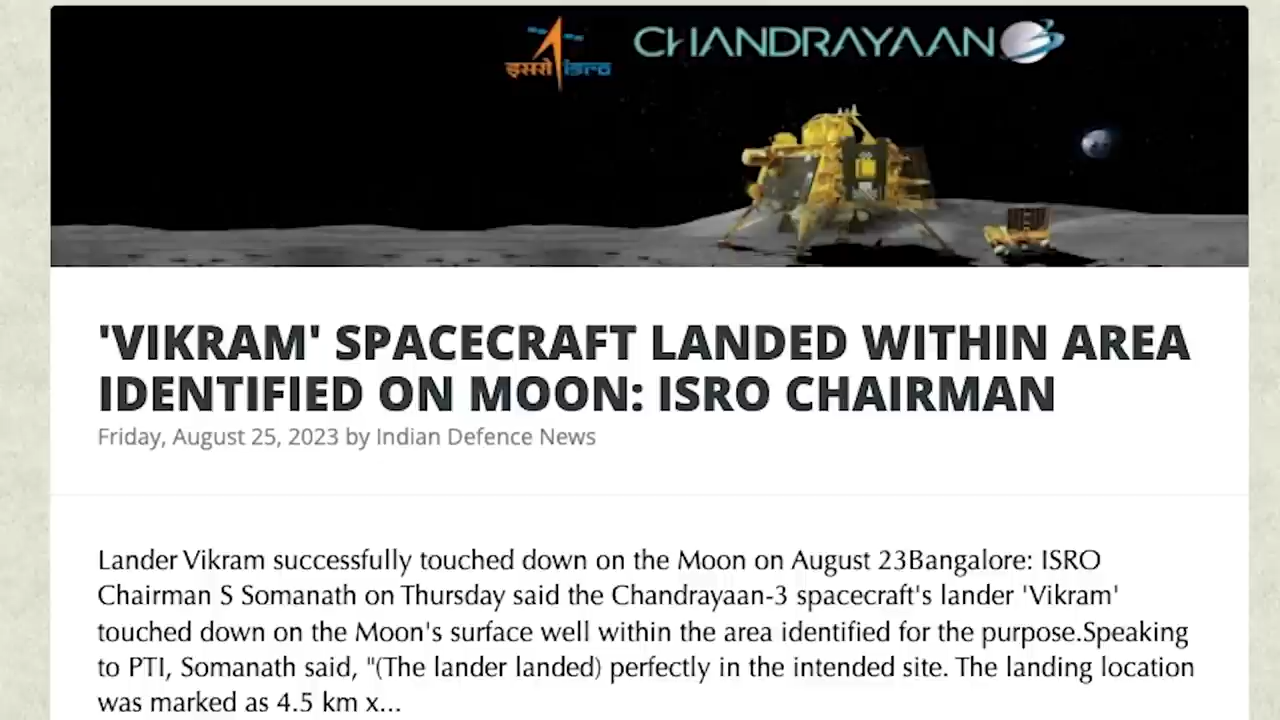 इसरो isro
CHANDRAYAAN
'VIKRAM' SPACECRAFT LANDED WITHIN AREA
IDENTIFIED ON MOON: ISRO CHAIRMAN
Friday, August 25, 2023 by Indian Defence News
Lander Vikram successfully touched down on the Moon on August 23Bangalore: ISRO
Chairman S Somanath on Thursday said the Chandrayaan-3 spacecraft's lander 'Vikram'
touched down on the Moon's surface well within the area identified for the purpose.Speaking
to PTI, Somanath said, "(The lander landed) perfectly in the intended site. The landing location
was marked as 4.5 km x...